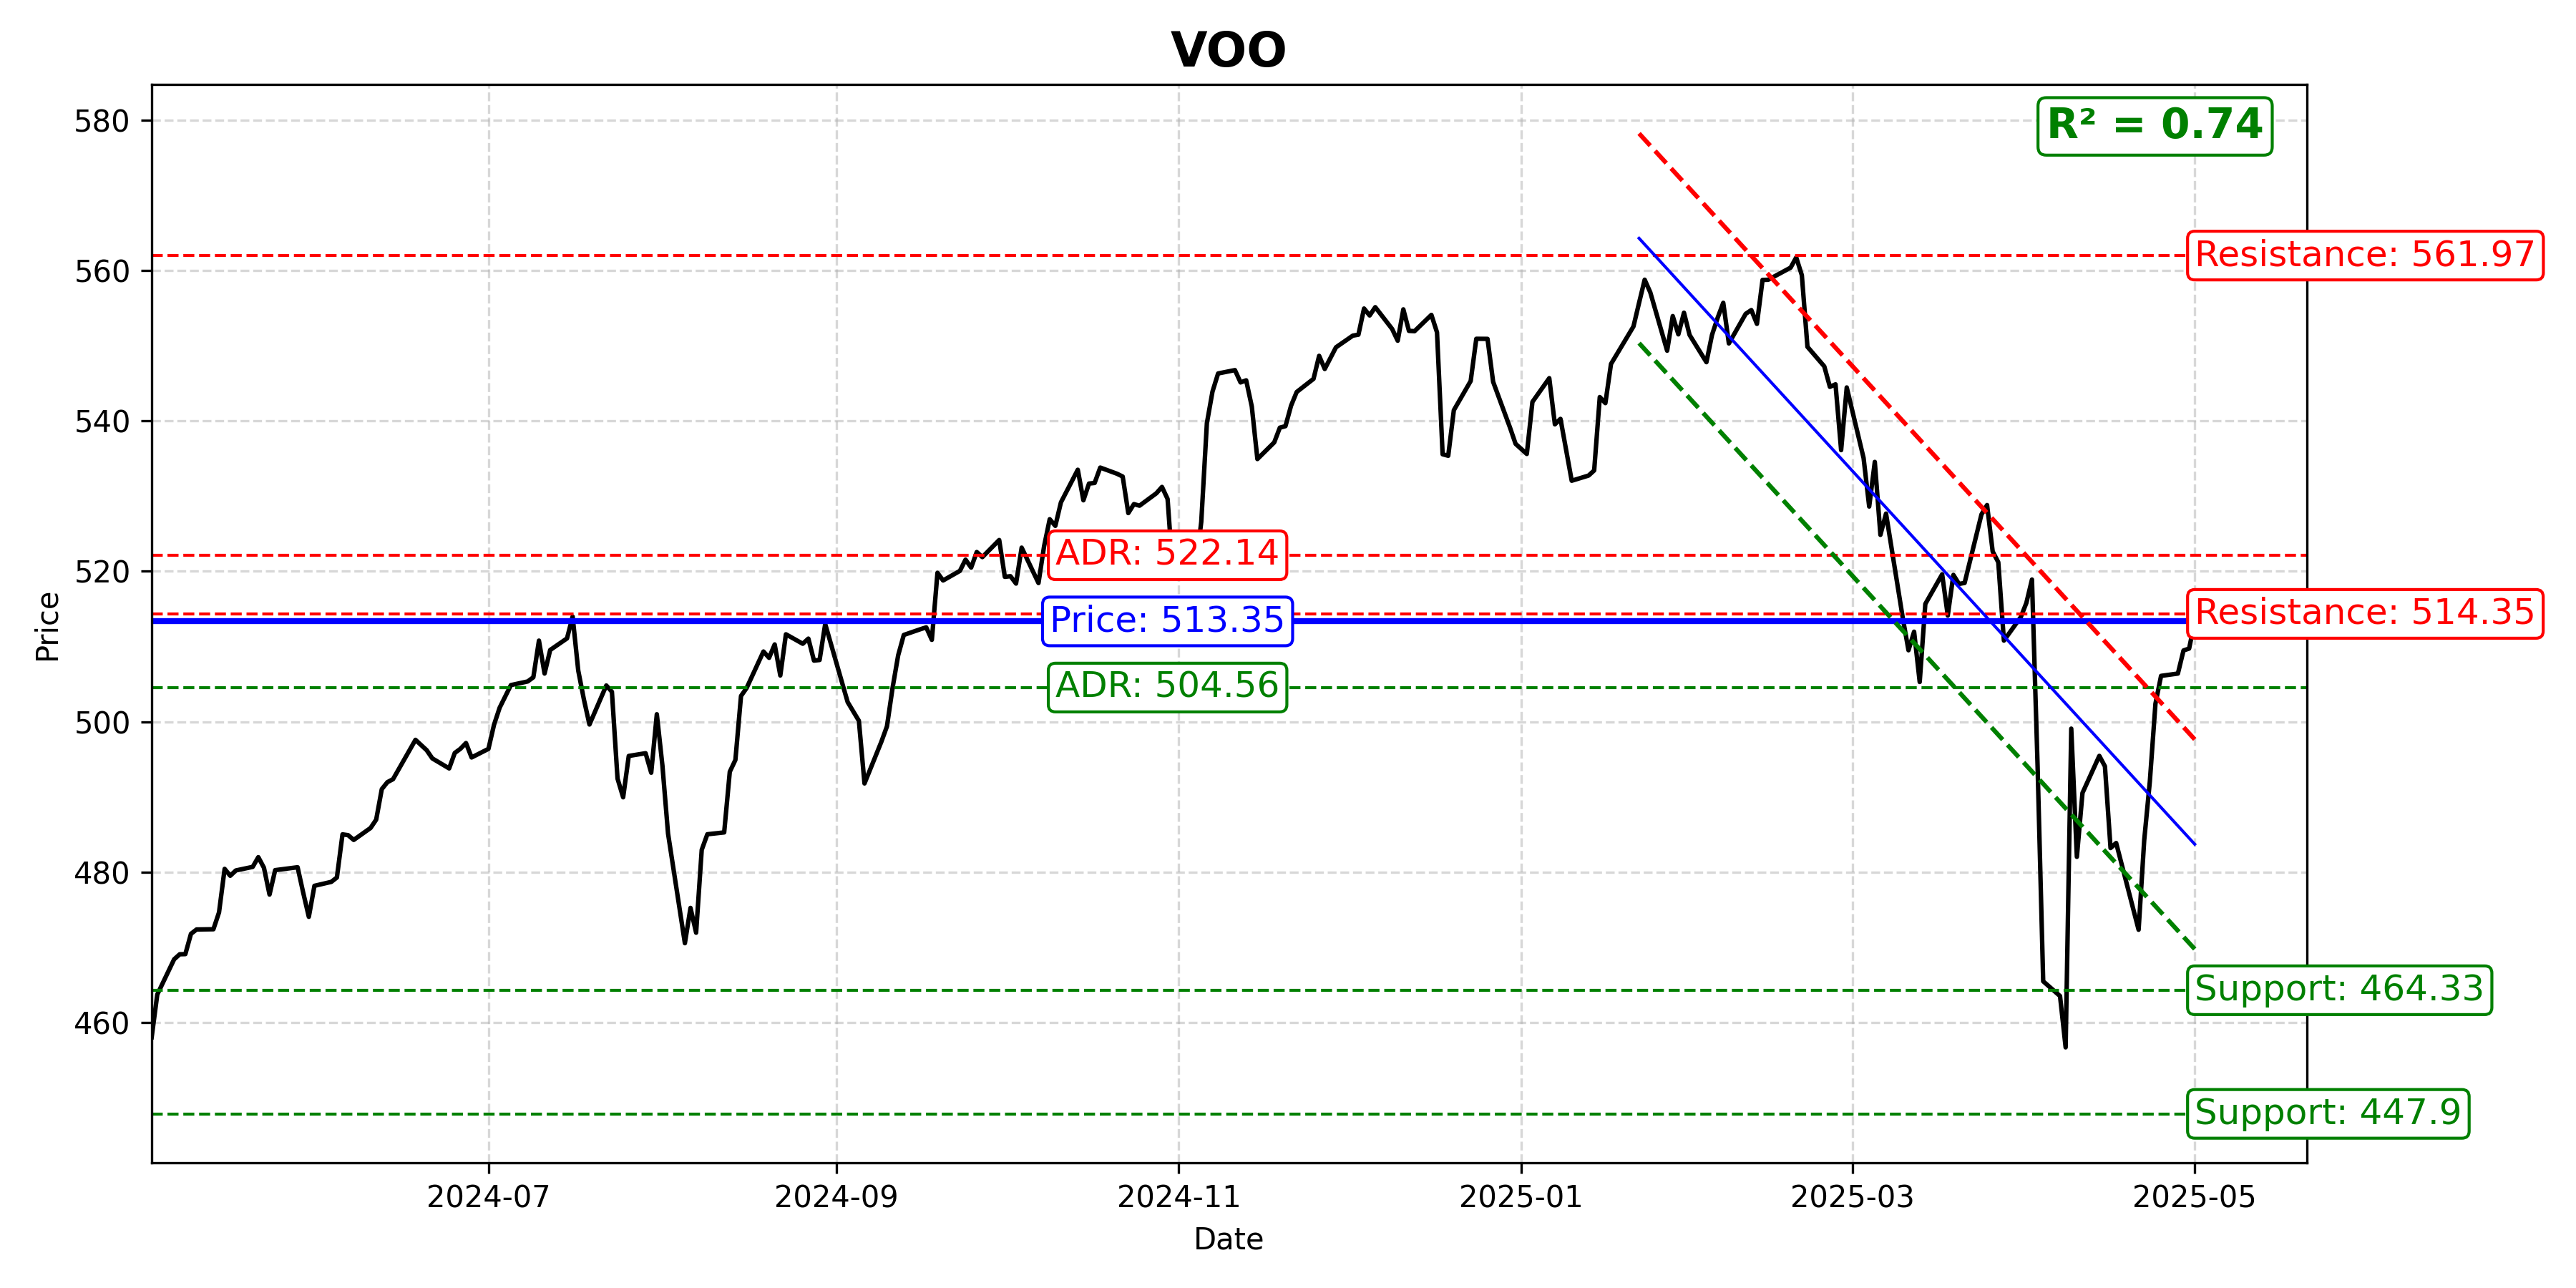 VOO
R² = 0.74
580
560
540
520
500
480
460
Price
Resistance: 561.97
ADR: 522.14
Resistance: 514.35
Price: 513.35
ADR: 504.56
Support: 464.33
Support: 447.9
2024-07
2024-09
2024-11
2025-01
2025-03
2025-05
Date